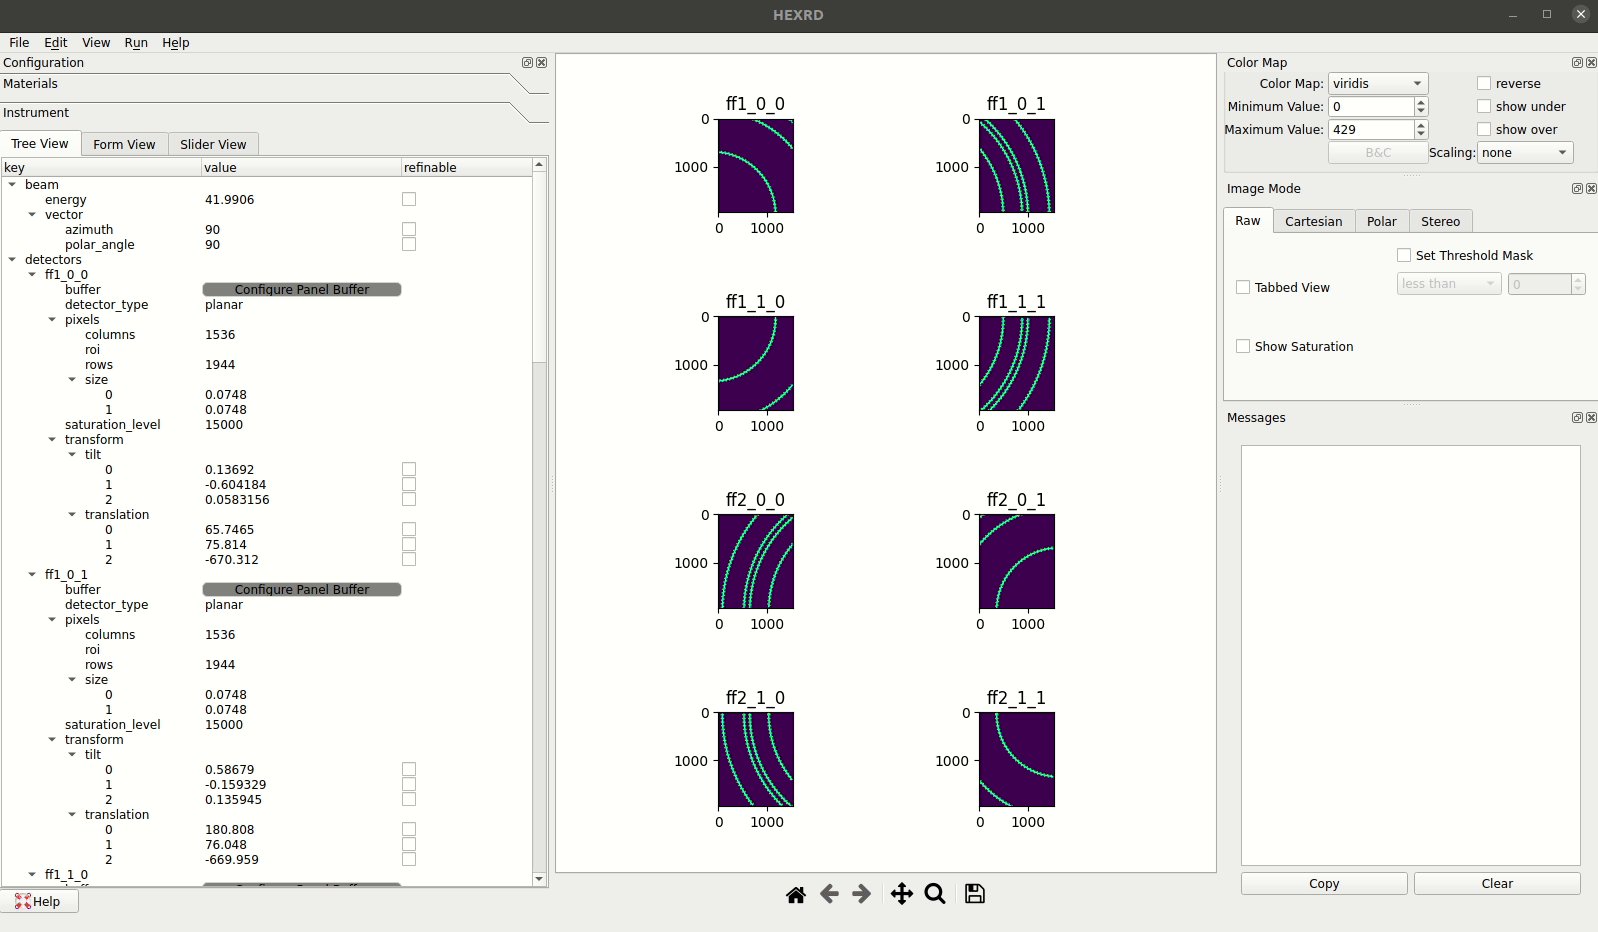 HEXRD
File Edit View Run Help
Configuration
Materials
Instrument
Tree View Form View Slider View
key value refinable
beam
energy 41.9906
vector
azimuth 90
polar_angle 90
detectors
ff1_0_0
buffer Configure Panel Buffer
detector_type planar
pixels
columns 1536
roi
rows 1944
size
0 0.0748
1 0.0748
saturation_level 15000
transform
tilt
0 0.13692
1 -0.604184
2 0.0583156
translation
0 65.7465
1 75.814
2 -670.312
ff1_0_1
buffer Configure Panel Buffer
detector_type planar
pixels
columns 1536
roi
rows 1944
size
0 0.0748
1 0.0748
saturation_level 15000
transform
tilt
0 0.58679
1 -0.159329
2 0.135945
translation
0 180.808
1 76.048
2 -669.959
ff1_1_0
Help
ff1_0_0 ff1_0_1
0 0
1000 1000
0 1000 0 1000
ff1_1_0 ff1_1_1
0 0
1000 1000
0 1000 0 1000
ff2_0_0 ff2_0_1
0 0
1000 1000
0 1000 0 1000
ff2_1_0 ff2_1_1
0 0
1000 1000
0 1000 0 1000
Color Map
Color Map: viridis reverse
Minimum Value: 0 show under
Maximum Value: 429 show over
B&C Scaling: none
Image Mode
Raw Cartesian Polar Stereo
Set Threshold Mask
Tabbed View less than 0
Show Saturation
Messages
Copy Clear